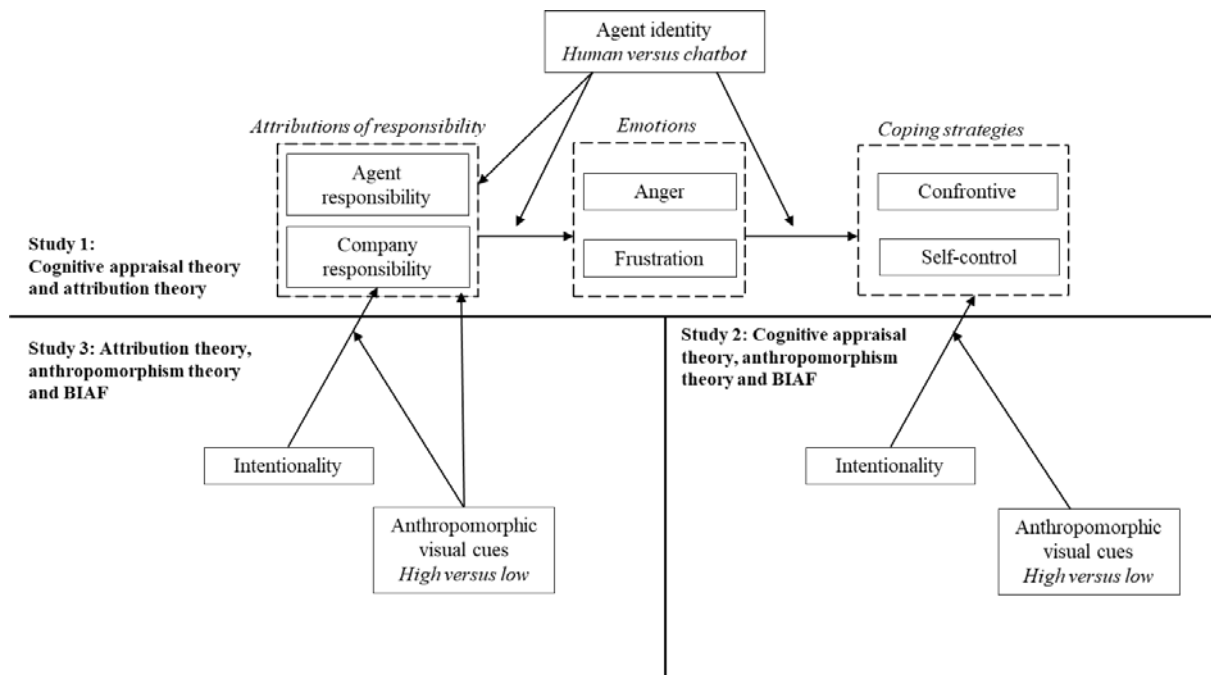 Agent identity
Human versus chatbot
Attributions of responsibility
Emotions
Coping strategies
Agent
responsibility
Anger
Confrontive
Company
responsibility
Frustration
Self-control
Study 1:
Cognitive appraisal theory
and attribution theory
Study 3: Attribution theory,
anthropomorphism theory
and BIAF
Intentionality
Anthropomorphic
visual cues
High versus low
Study 2: Cognitive appraisal
theory, anthropomorphism
theory and BIAF
Intentionality
Anthropomorphic
visual cues
High versus low